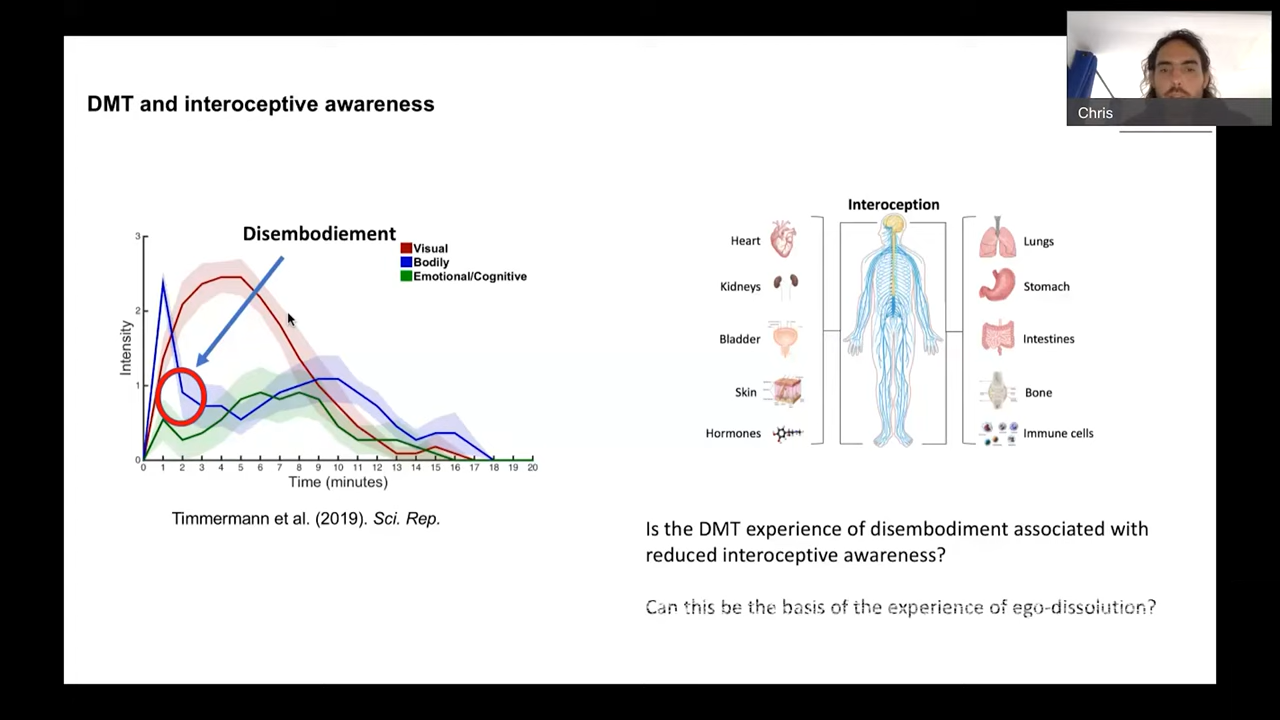 Chris
DMT and interoceptive awareness
Disembodiement
Visual
Bodily
Emotional/Cognitive
3
2
1
0
Intensity
0 1 2 3 4 5 6 7 8 9 10 11 12 13 14 15 16 17 18 19 20
Time (minutes)
Timmermann et al. (2019). Sci. Rep.
Interoception
Heart
Kidneys
Bladder
Skin
Hormones
Lungs
Stomach
Intestines
Bone
Immune cells
Is the DMT experience of disembodiment associated with
reduced interoceptive awareness?
Can this be the basis of the experience of ego-dissolution?